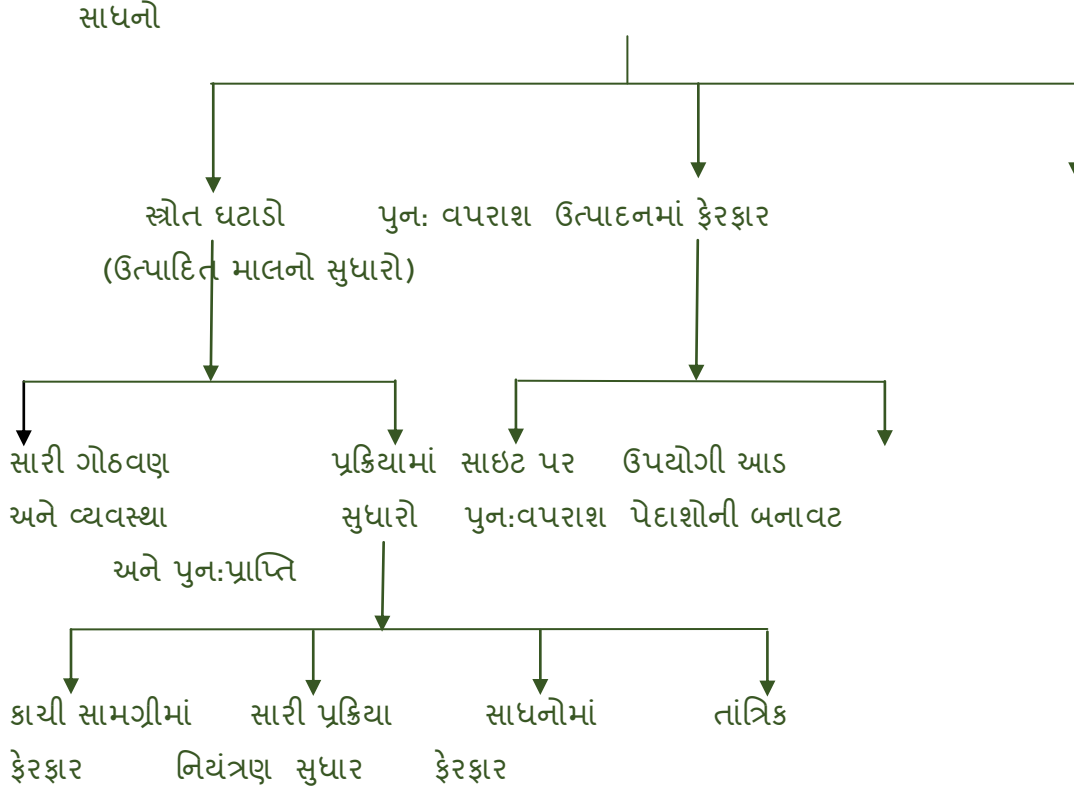 સાધનો
સ્ત્રોત ઘટાડો પુન: વપરાશ ઉત્પાદનમાં ફેરફાર
(ઉત્પાદિત માલનો સુધારો)
સારી ગોઠવણ પ્રક્રિયામાં સાઇટ પર ઉપયોગી આડ
અને વ્યવસ્થા સુધારો પુન:વપરાશ પેદાશોની બનાવટ
અને પુન:પ્રાપ્તિ
કાચી સામગ્રીમાં સારી પ્રક્રિયા સાધનોમાં તાંત્રિક
ફેરફાર નિયંત્રણ સુધાર ફેરફાર